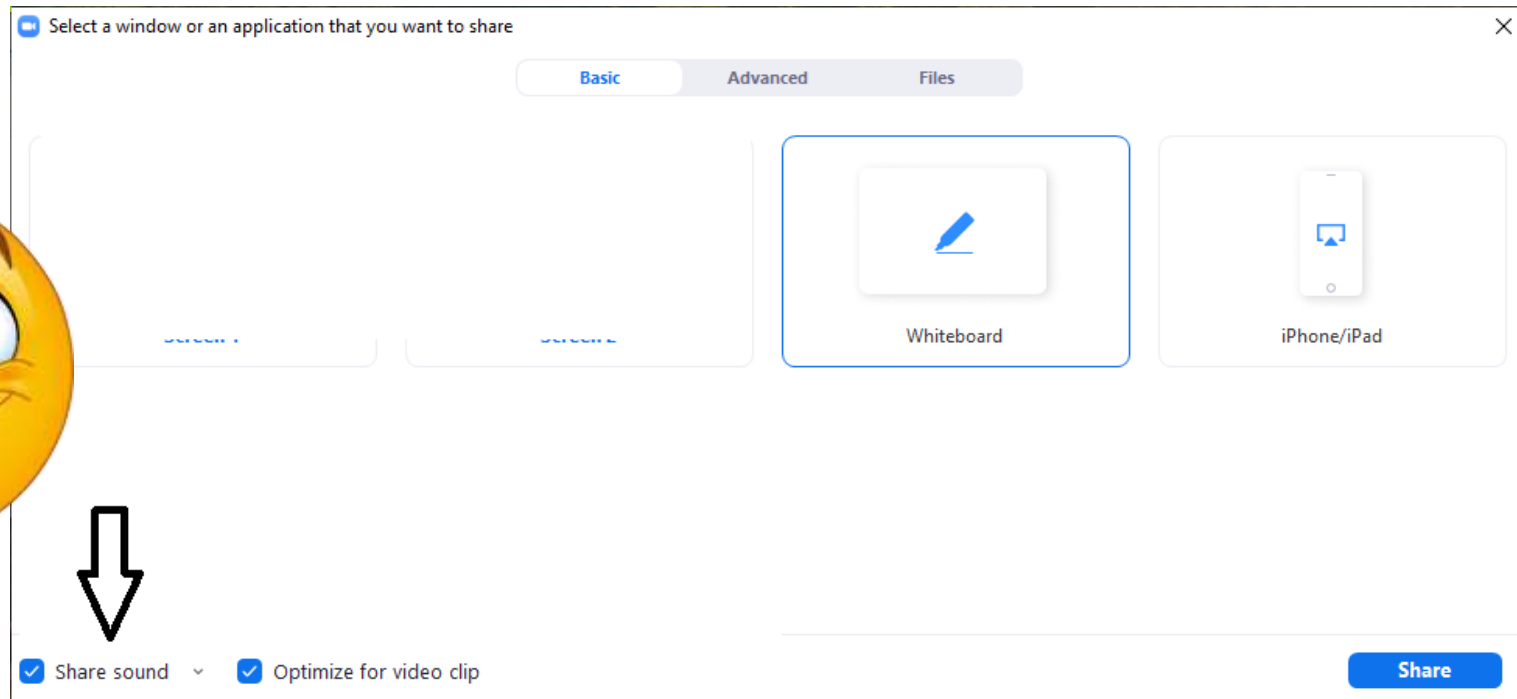 Select a window or an application that you want to share
Basic Advanced Files
Whiteboard iPhone/iPad
Share sound Optimize for video clip Share